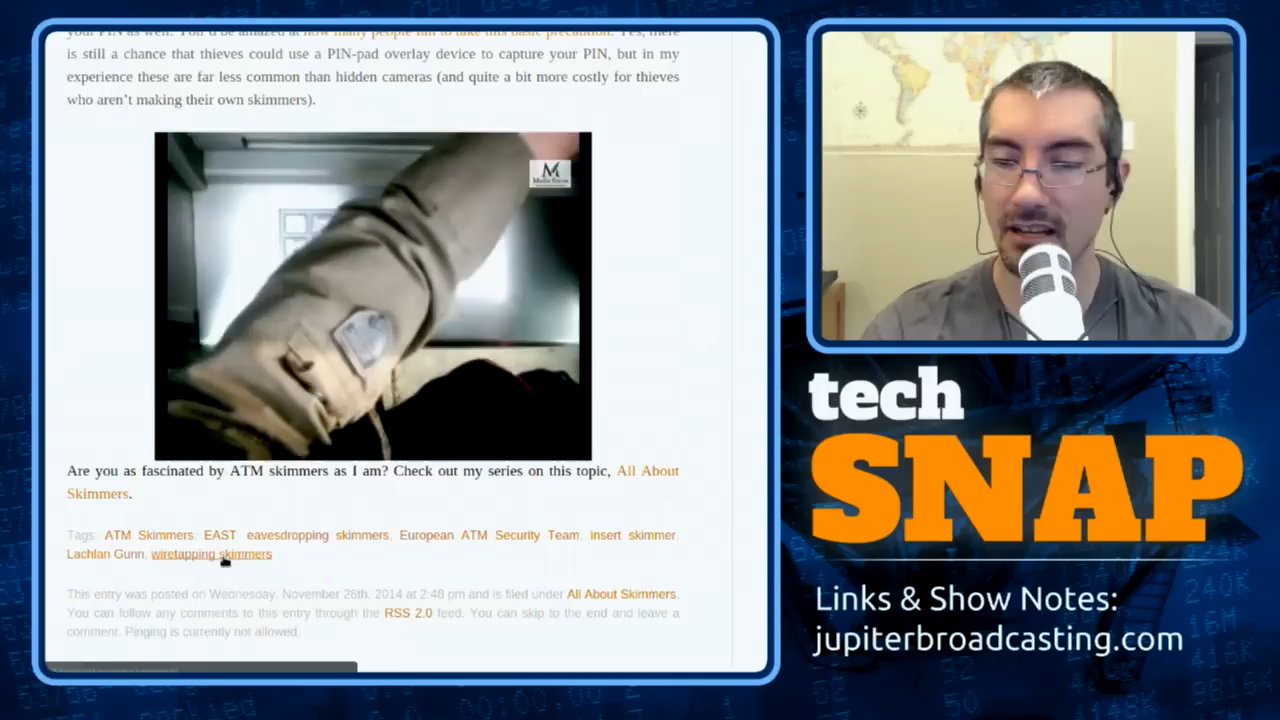 your PIN as well. You'd be amazed at how many people fail to take this basic precaution. Yes, there
is still a chance that thieves could use a PIN-pad overlay device to capture your PIN, but in my
experience these are far less common than hidden cameras (and quite a bit more costly for thieves
who aren't making their own skimmers).
M
Are you as fascinated by ATM skimmers as I am? Check out my series on this topic, All About
Skimmers.
Tags: ATM Skimmers, EAST, eavesdropping skimmers, European ATM Security Team, insert skimmer,
Lachlan Gunn, wiretapping skimmers
This entry was posted on Wednesday, November 26th, 2014 at 2:48 pm and is filed under All About Skimmers.
You can follow any comments to this entry through the RSS 2.0 feed. You can skip to the end and leave a
comment. Pinging is currently not allowed.
tech
SNAP
Links & Show Notes:
jupiterbroadcasting.com